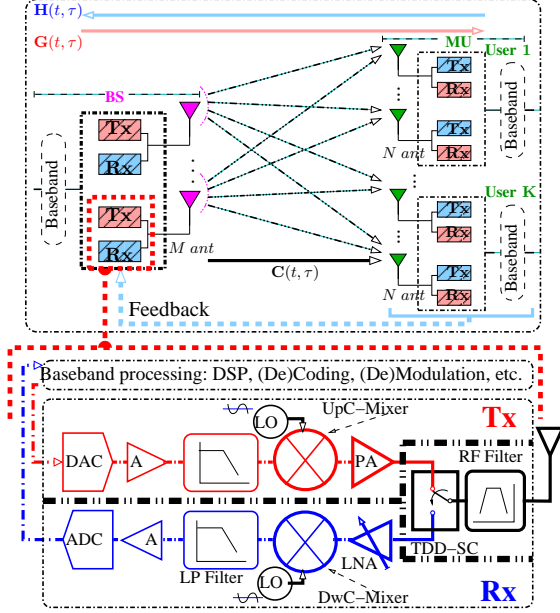 H(t, τ)
G(t, τ)
MU
User 1
BS
Tx
Rx
Tx
Rx
Baseband
Tx
Rx
Tx
Rx
M ant
N ant
Baseband
User K
Tx
Rx
Tx
Rx
N ant
Baseband
C(t, τ)
Feedback
Baseband processing: DSP, (De)Coding, (De)Modulation, etc.
UpC–Mixer
Tx
LO
DAC
A
PA
RF Filter
TDD–SC
ADC
A
LP Filter
LO
LNA
DwC–Mixer
Rx